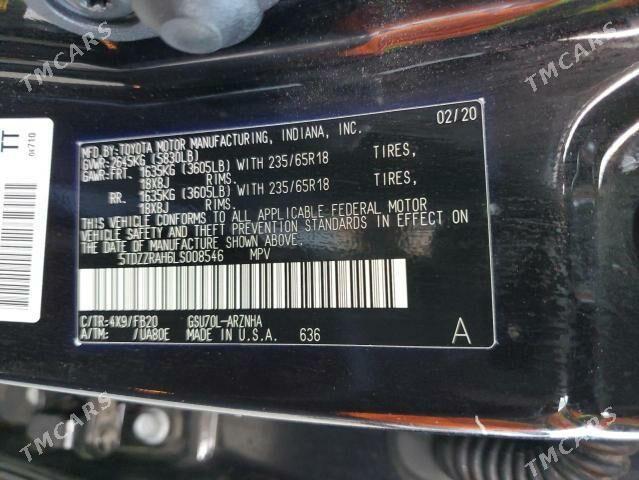 02/20
MFD.BY:TOYOTA MOTOR MANUFACTURING, INDIANA, INC.
GVWR:2645KG (5830LB)
GAWR:FRT. 1635KG (3605LB) WITH 235/65R18 TIRES,
18X8J RIMS.
RR. 1635KG (3605LB) WITH 235/65R18 TIRES,
18X8J RIMS.
THIS VEHICLE CONFORMS TO ALL APPLICABLE FEDERAL MOTOR
VEHICLE SAFETY AND THEFT PREVENTION STANDARDS IN EFFECT ON
THE DATE OF MANUFACTURE SHOWN ABOVE.
5TDZZRAH6LS008546 MPV
C/TR:4X9/FB20 GSU70L-ARZNHA
A/TM: /UA80E MADE IN U.S.A. 636 A
TT
TMCARS
TMCARS
TMCARS
TMCARS
TMCARS